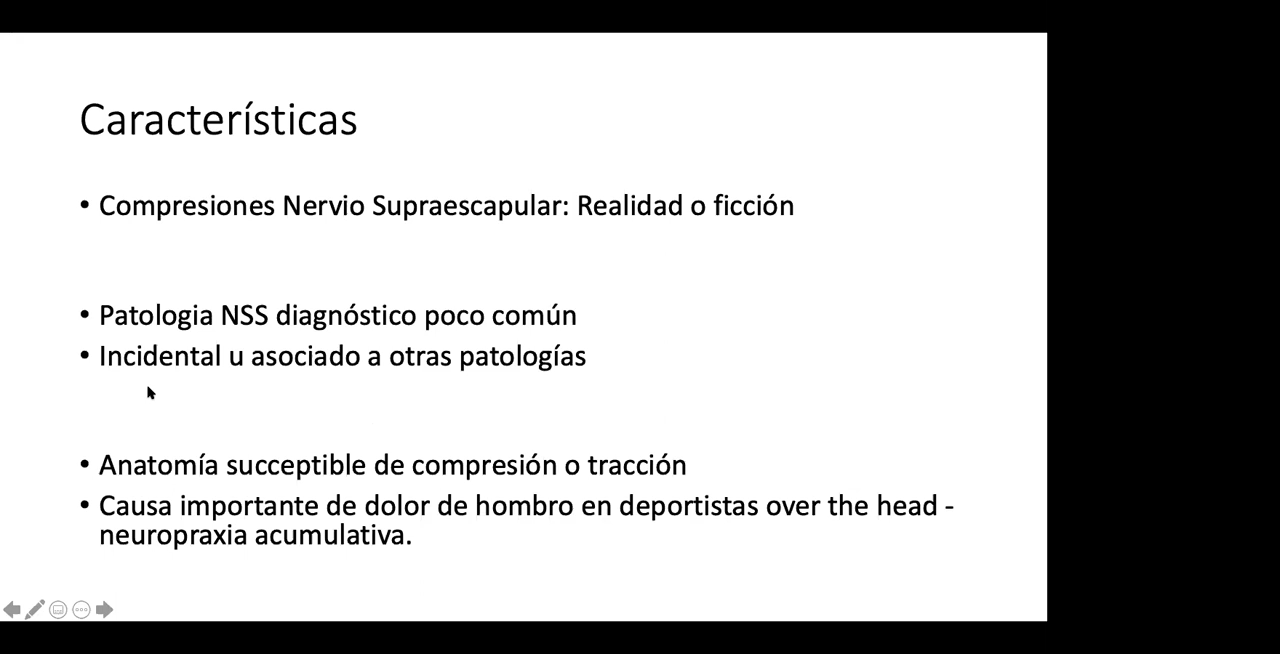 Características
• Compresiones Nervio Supraescapular: Realidad o ficción
• Patologia NSS diagnóstico poco común
• Incidental u asociado a otras patologías
• Anatomía succeptible de compresión o tracción
• Causa importante de dolor de hombro en deportistas over the head -
neuropraxia acumulativa.